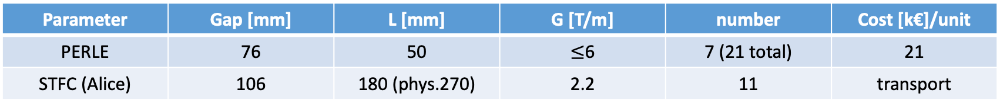 Parameter Gap [mm] L [mm] G [T/m] number Cost [k€]/unit
PERLE 76 50 ≤6 7 (21 total) 21
STFC (Alice) 106 180 (phys.270) 2.2 11 transport